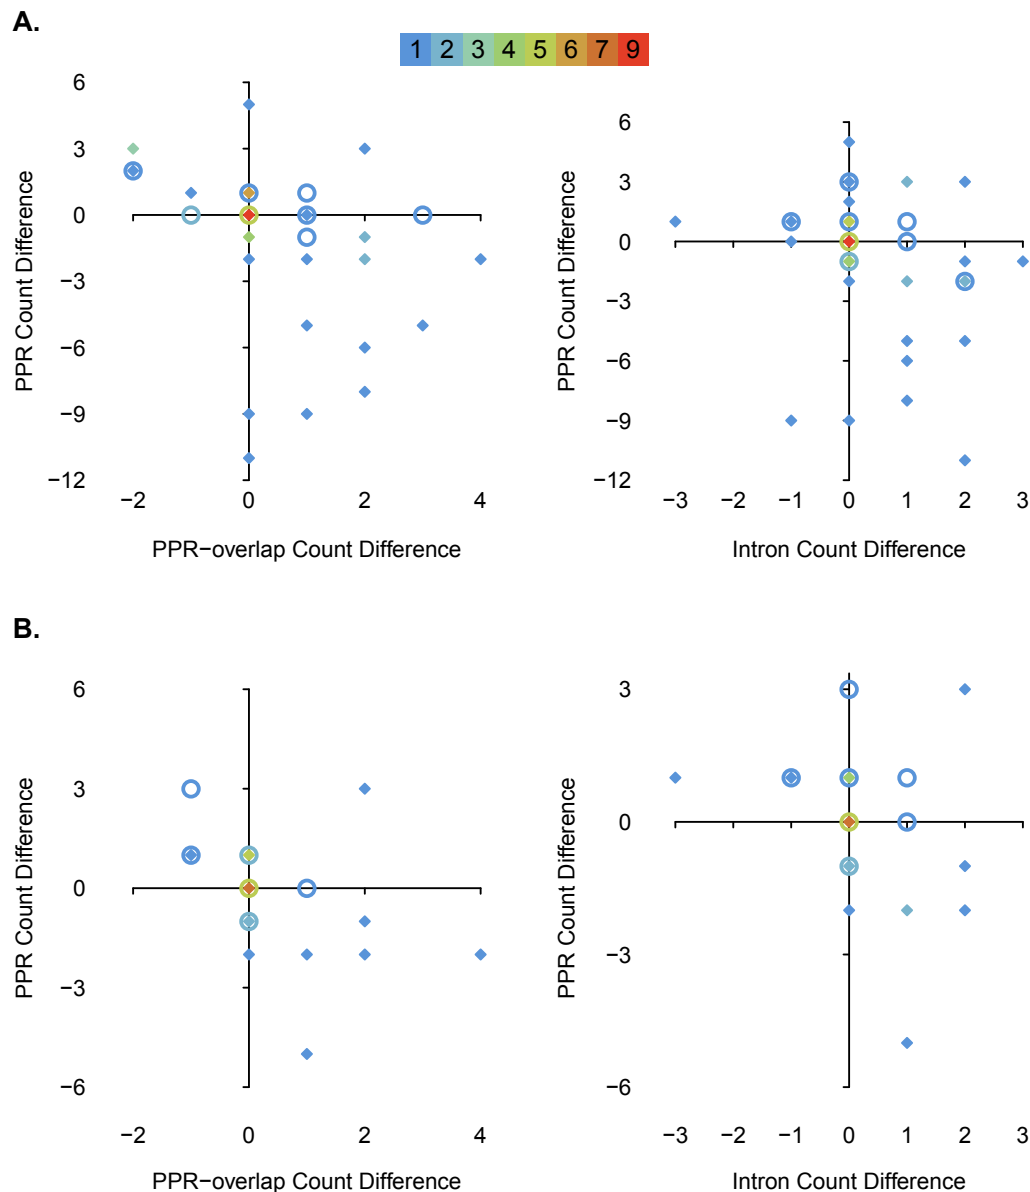 A.
1 2 3 4 5 6 7 9
6
3
0
−3
−6
−9
−12
−2 0 2 4
PPR Count Difference
PPR−overlap Count Difference
6
3
0
−3
−6
−9
−12
−3 −2 −1 0 1 2 3
PPR Count Difference
Intron Count Difference
B.
6
3
0
−3
−6
−2 0 2 4
PPR Count Difference
PPR−overlap Count Difference
3
0
−3
−6
−3 −2 −1 0 1 2 3
PPR Count Difference
Intron Count Difference